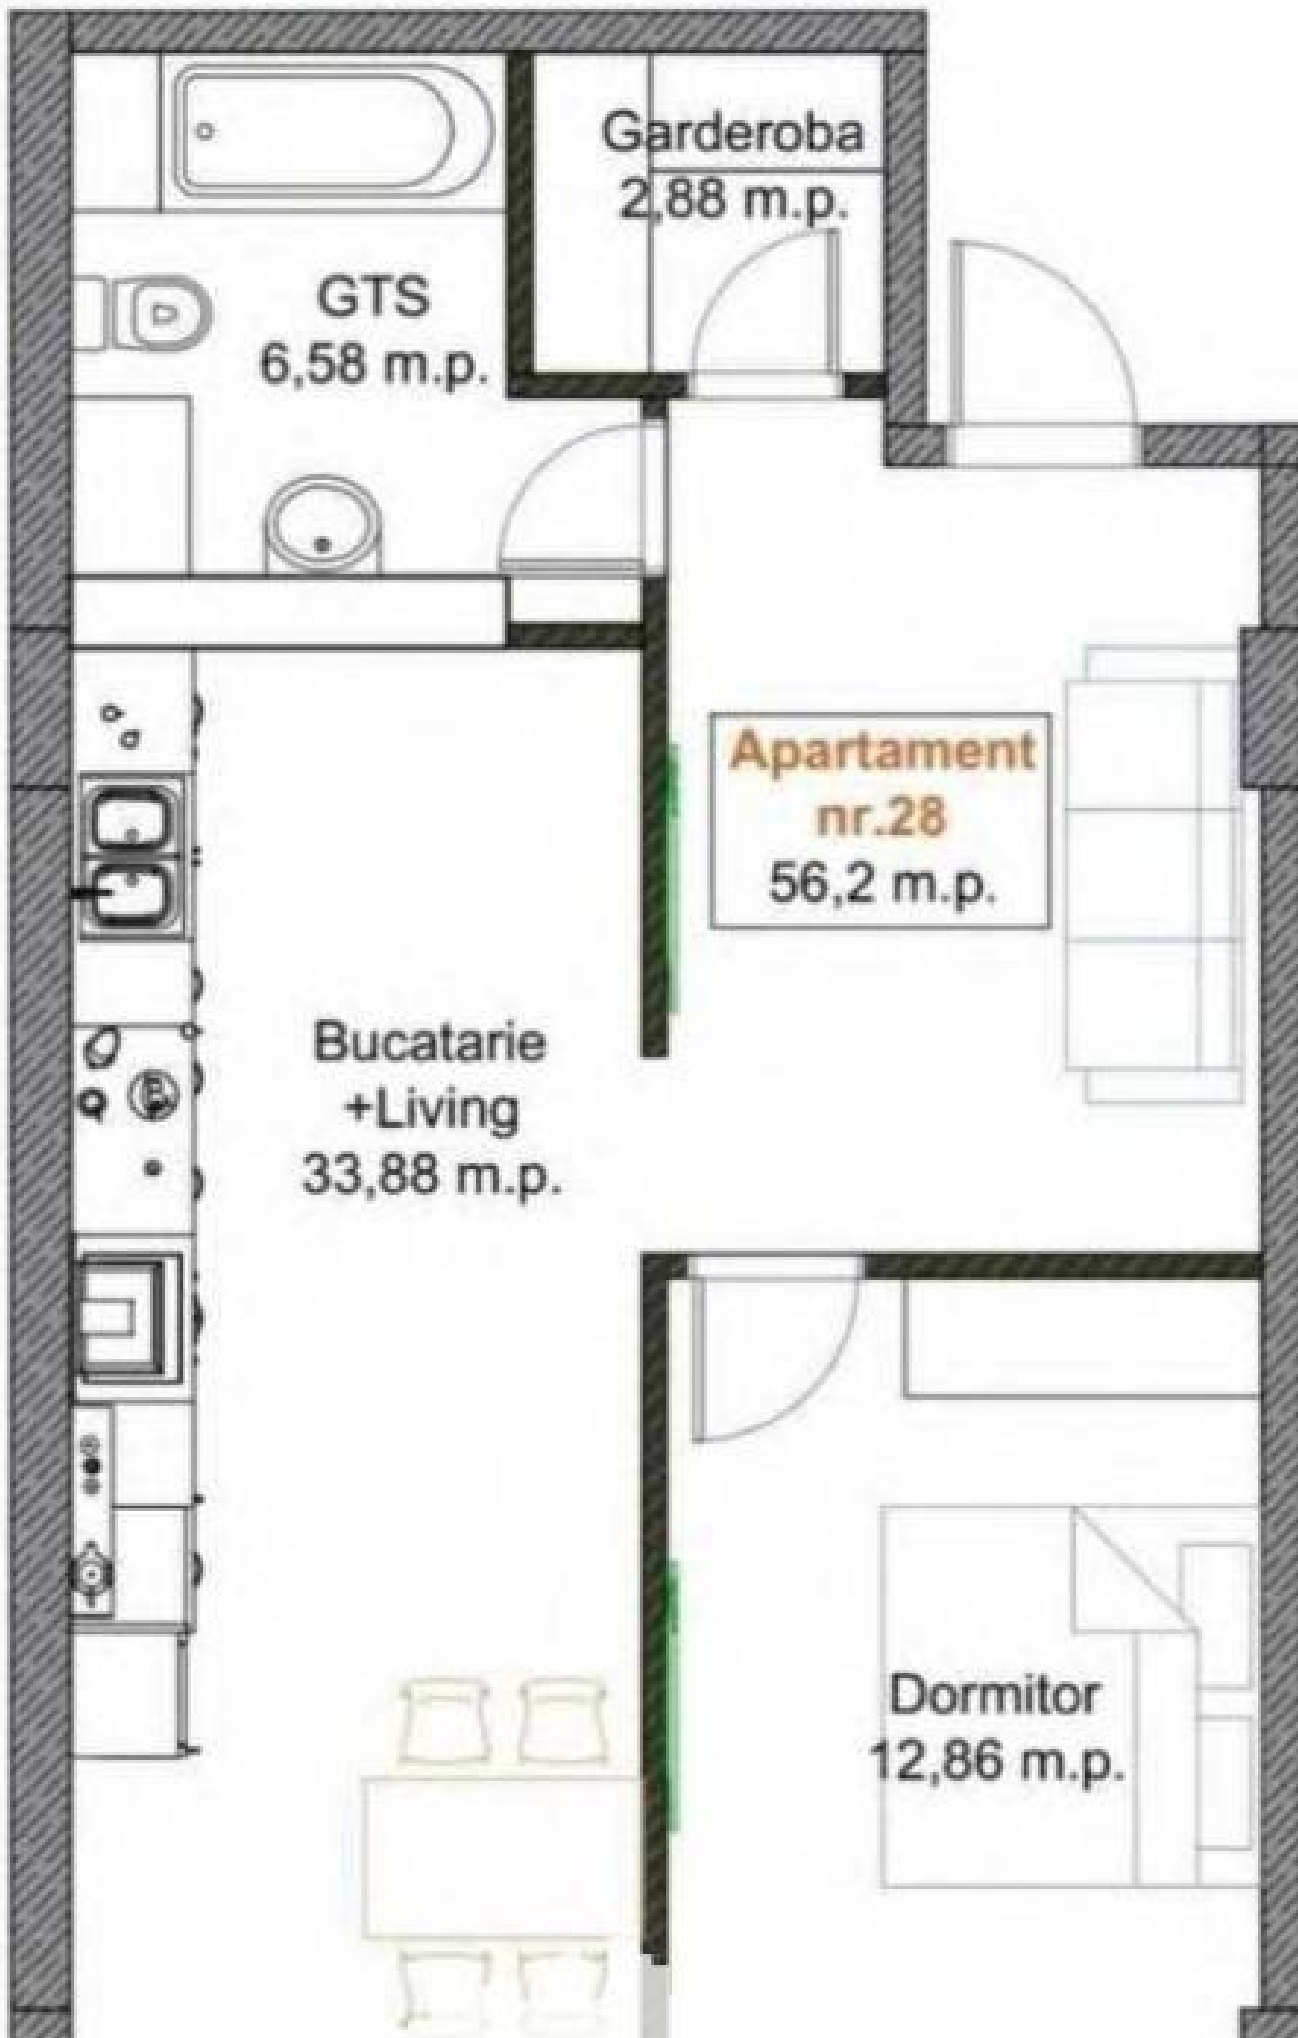 Garderoba
2,88 m.p.
GTS
6,58 m.p.
Apartament
nr.28
56,2 m.p.
Bucatarie
+Living
33,88 m.p.
Dormitor
12,86 m.p.